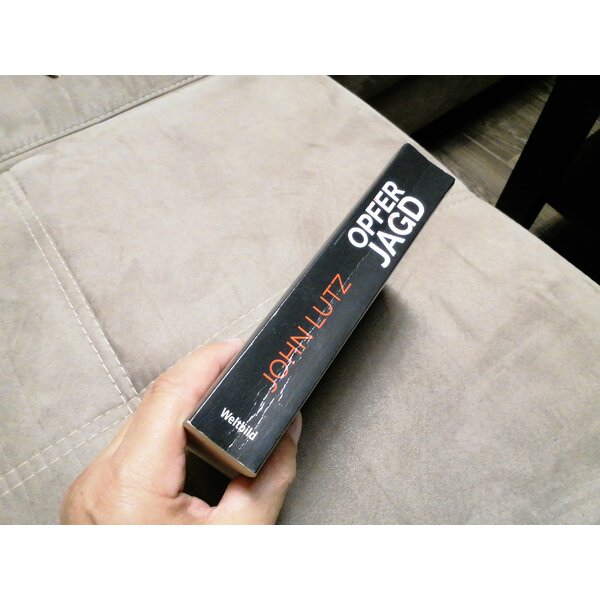 OPFER
JAGD
JOHN LUTZ
Weltbild